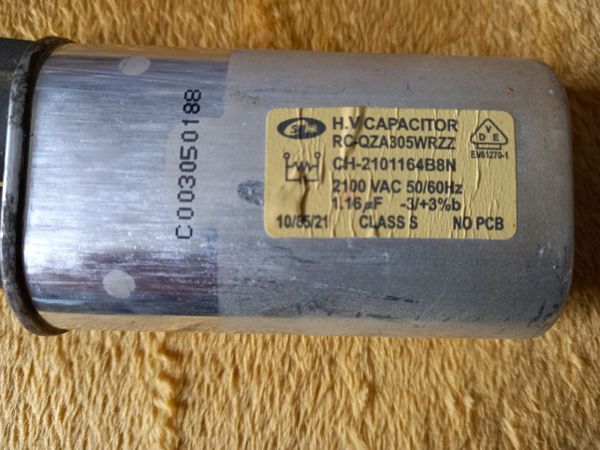 C003050188
H.V CAPACITOR
RC-QZA305WRZZ
CH-2101164B8N
2100 VAC 50/60Hz
1.16 µF -3/+3%b
10/85/21 CLASS S NO PCB
V
D E
EN61270-1